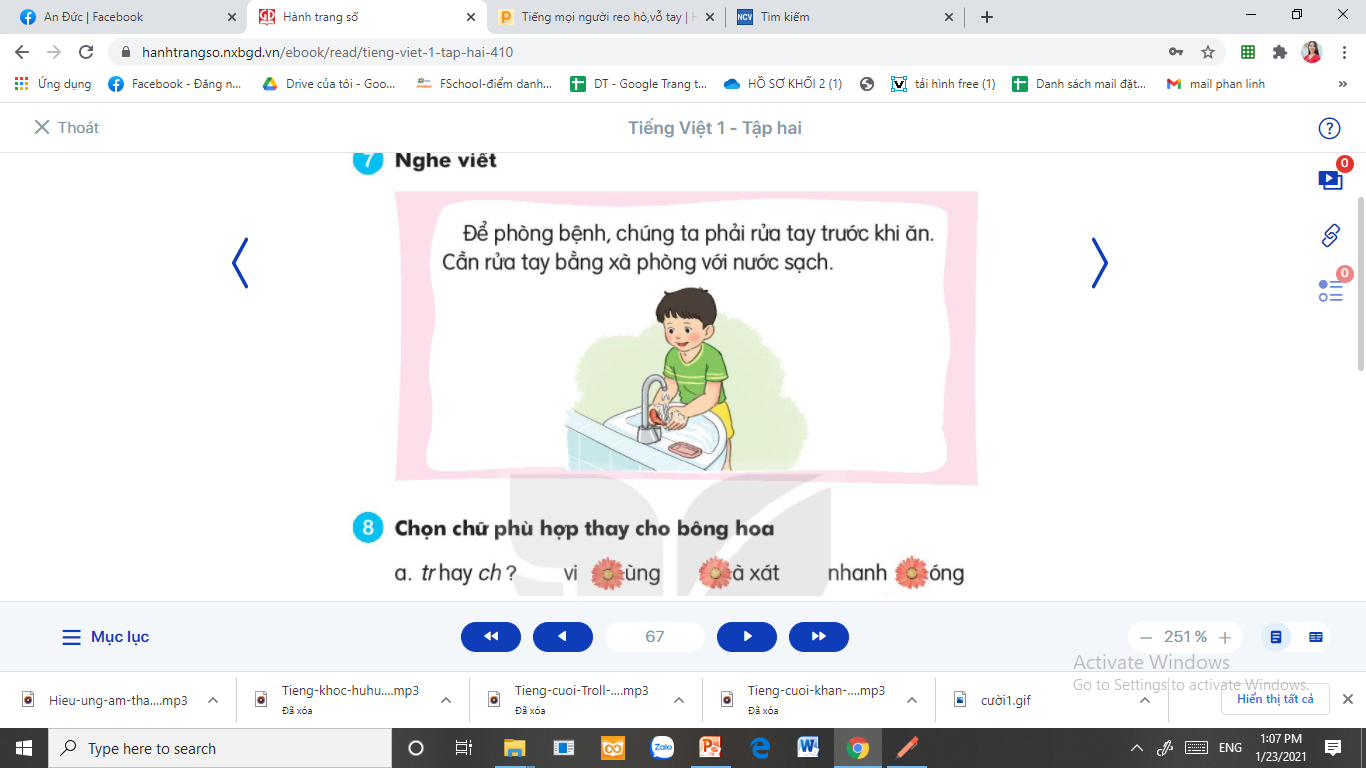 An Đức | Facebook
Hành trang số
Tiếng mọi người reo hò,vỗ tay | H
NCV Tìm kiếm
hanhtrangso.nxbgd.vn/ebook/read/tieng-viet-1-tap-hai-410
Ứng dụng
Facebook - Đăng n...
Drive của tôi - Goo...
FSchool-điểm danh...
DT - Google Trang t...
HỒ SƠ KHỐI 2 (1)
tải hình free (1)
Danh sách mail đặt...
mail phan linh
»
Thoát
Tiếng Việt 1 - Tập hai
?
0
0
7 Nghe viết
Để phòng bệnh, chúng ta phải rửa tay trước khi ăn.
Cần rửa tay bằng xà phòng với nước sạch.
8 Chọn chữ phù hợp thay cho bông hoa
a. tr hay ch ? vi ùng à xát nhanh óng
Mục lục
67
251 %
Activate Windows
Go to Settings to activate Windows.
Hieu-ung-am-tha....mp3
Tieng-khoc-huhu....mp3
Đã xóa
Tieng-cuoi-Troll-....mp3
Đã xóa
Tieng-cuoi-khan-....mp3
Đã xóa
cười1.gif
Hiển thị tất cả
Type here to search
Zalo
ENG
1:07 PM
1/23/2021